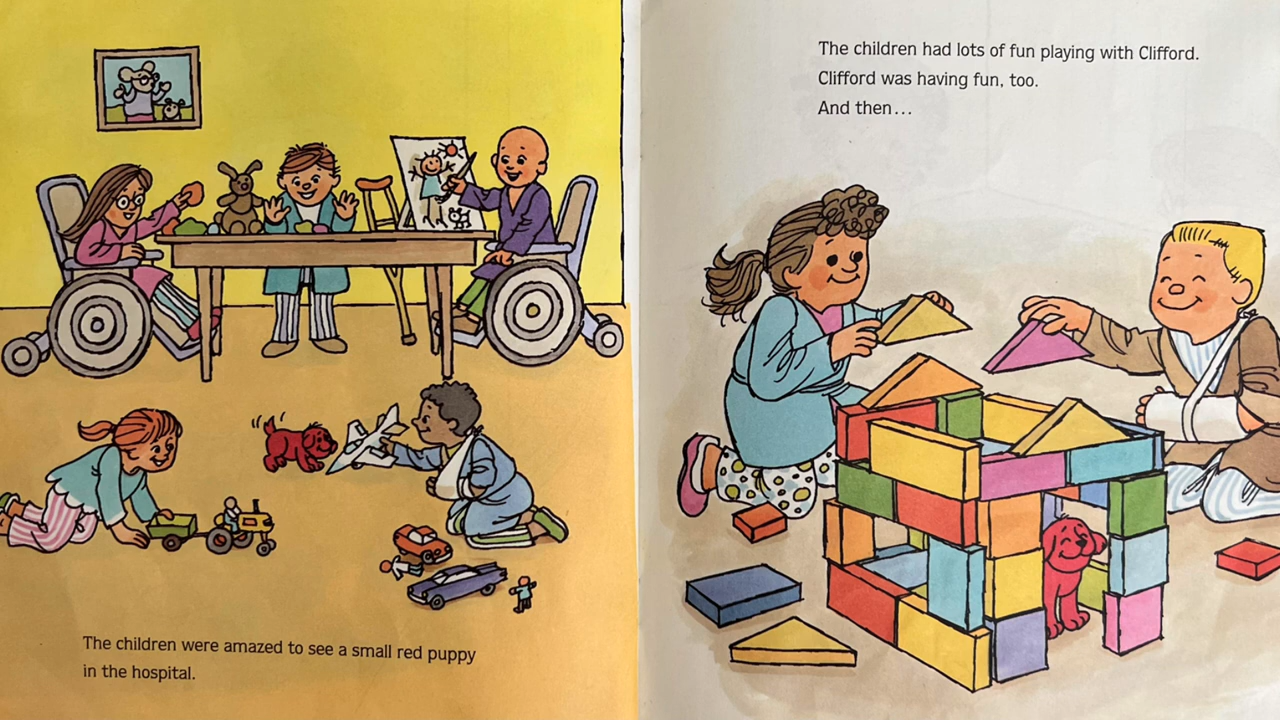 The children were amazed to see a small red puppy
in the hospital.
The children had lots of fun playing with Clifford.
Clifford was having fun, too.
And then...